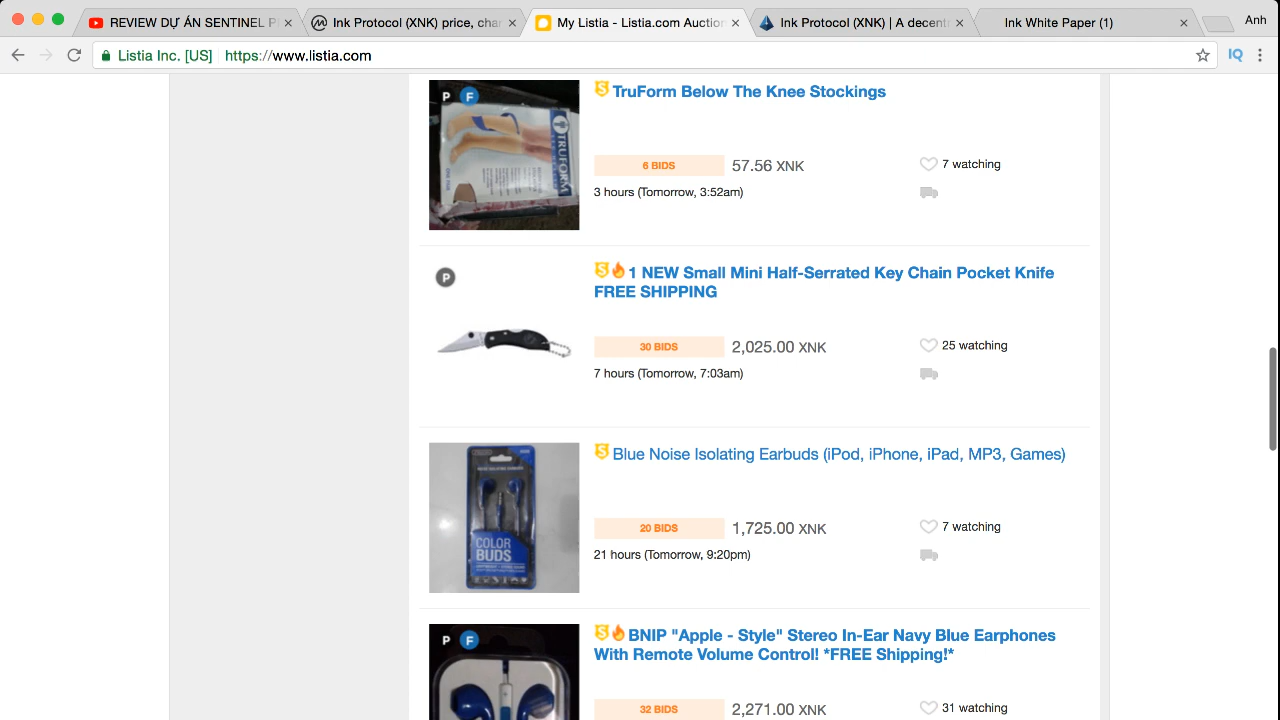 REVIEW DỰ ÁN SENTINEL P
Ink Protocol (XNK) price, char
My Listia - Listia.com Auction
Ink Protocol (XNK) | A decent
Ink White Paper (1)
Anh
Listia Inc. [US]
https://www.listia.com
IQ
P F
TRUFORM
TruForm Below The Knee Stockings
6 BIDS
57.56 XNK
7 watching
3 hours (Tomorrow, 3:52am)
P
1 NEW Small Mini Half-Serrated Key Chain Pocket Knife
FREE SHIPPING
30 BIDS
2,025.00 XNK
25 watching
7 hours (Tomorrow, 7:03am)
COLOR
BUDS
Blue Noise Isolating Earbuds (iPod, iPhone, iPad, MP3, Games)
20 BIDS
1,725.00 XNK
7 watching
21 hours (Tomorrow, 9:20pm)
P F
BNIP "Apple - Style" Stereo In-Ear Navy Blue Earphones
With Remote Volume Control! *FREE Shipping!*
32 BIDS
2,271.00 XNK
31 watching